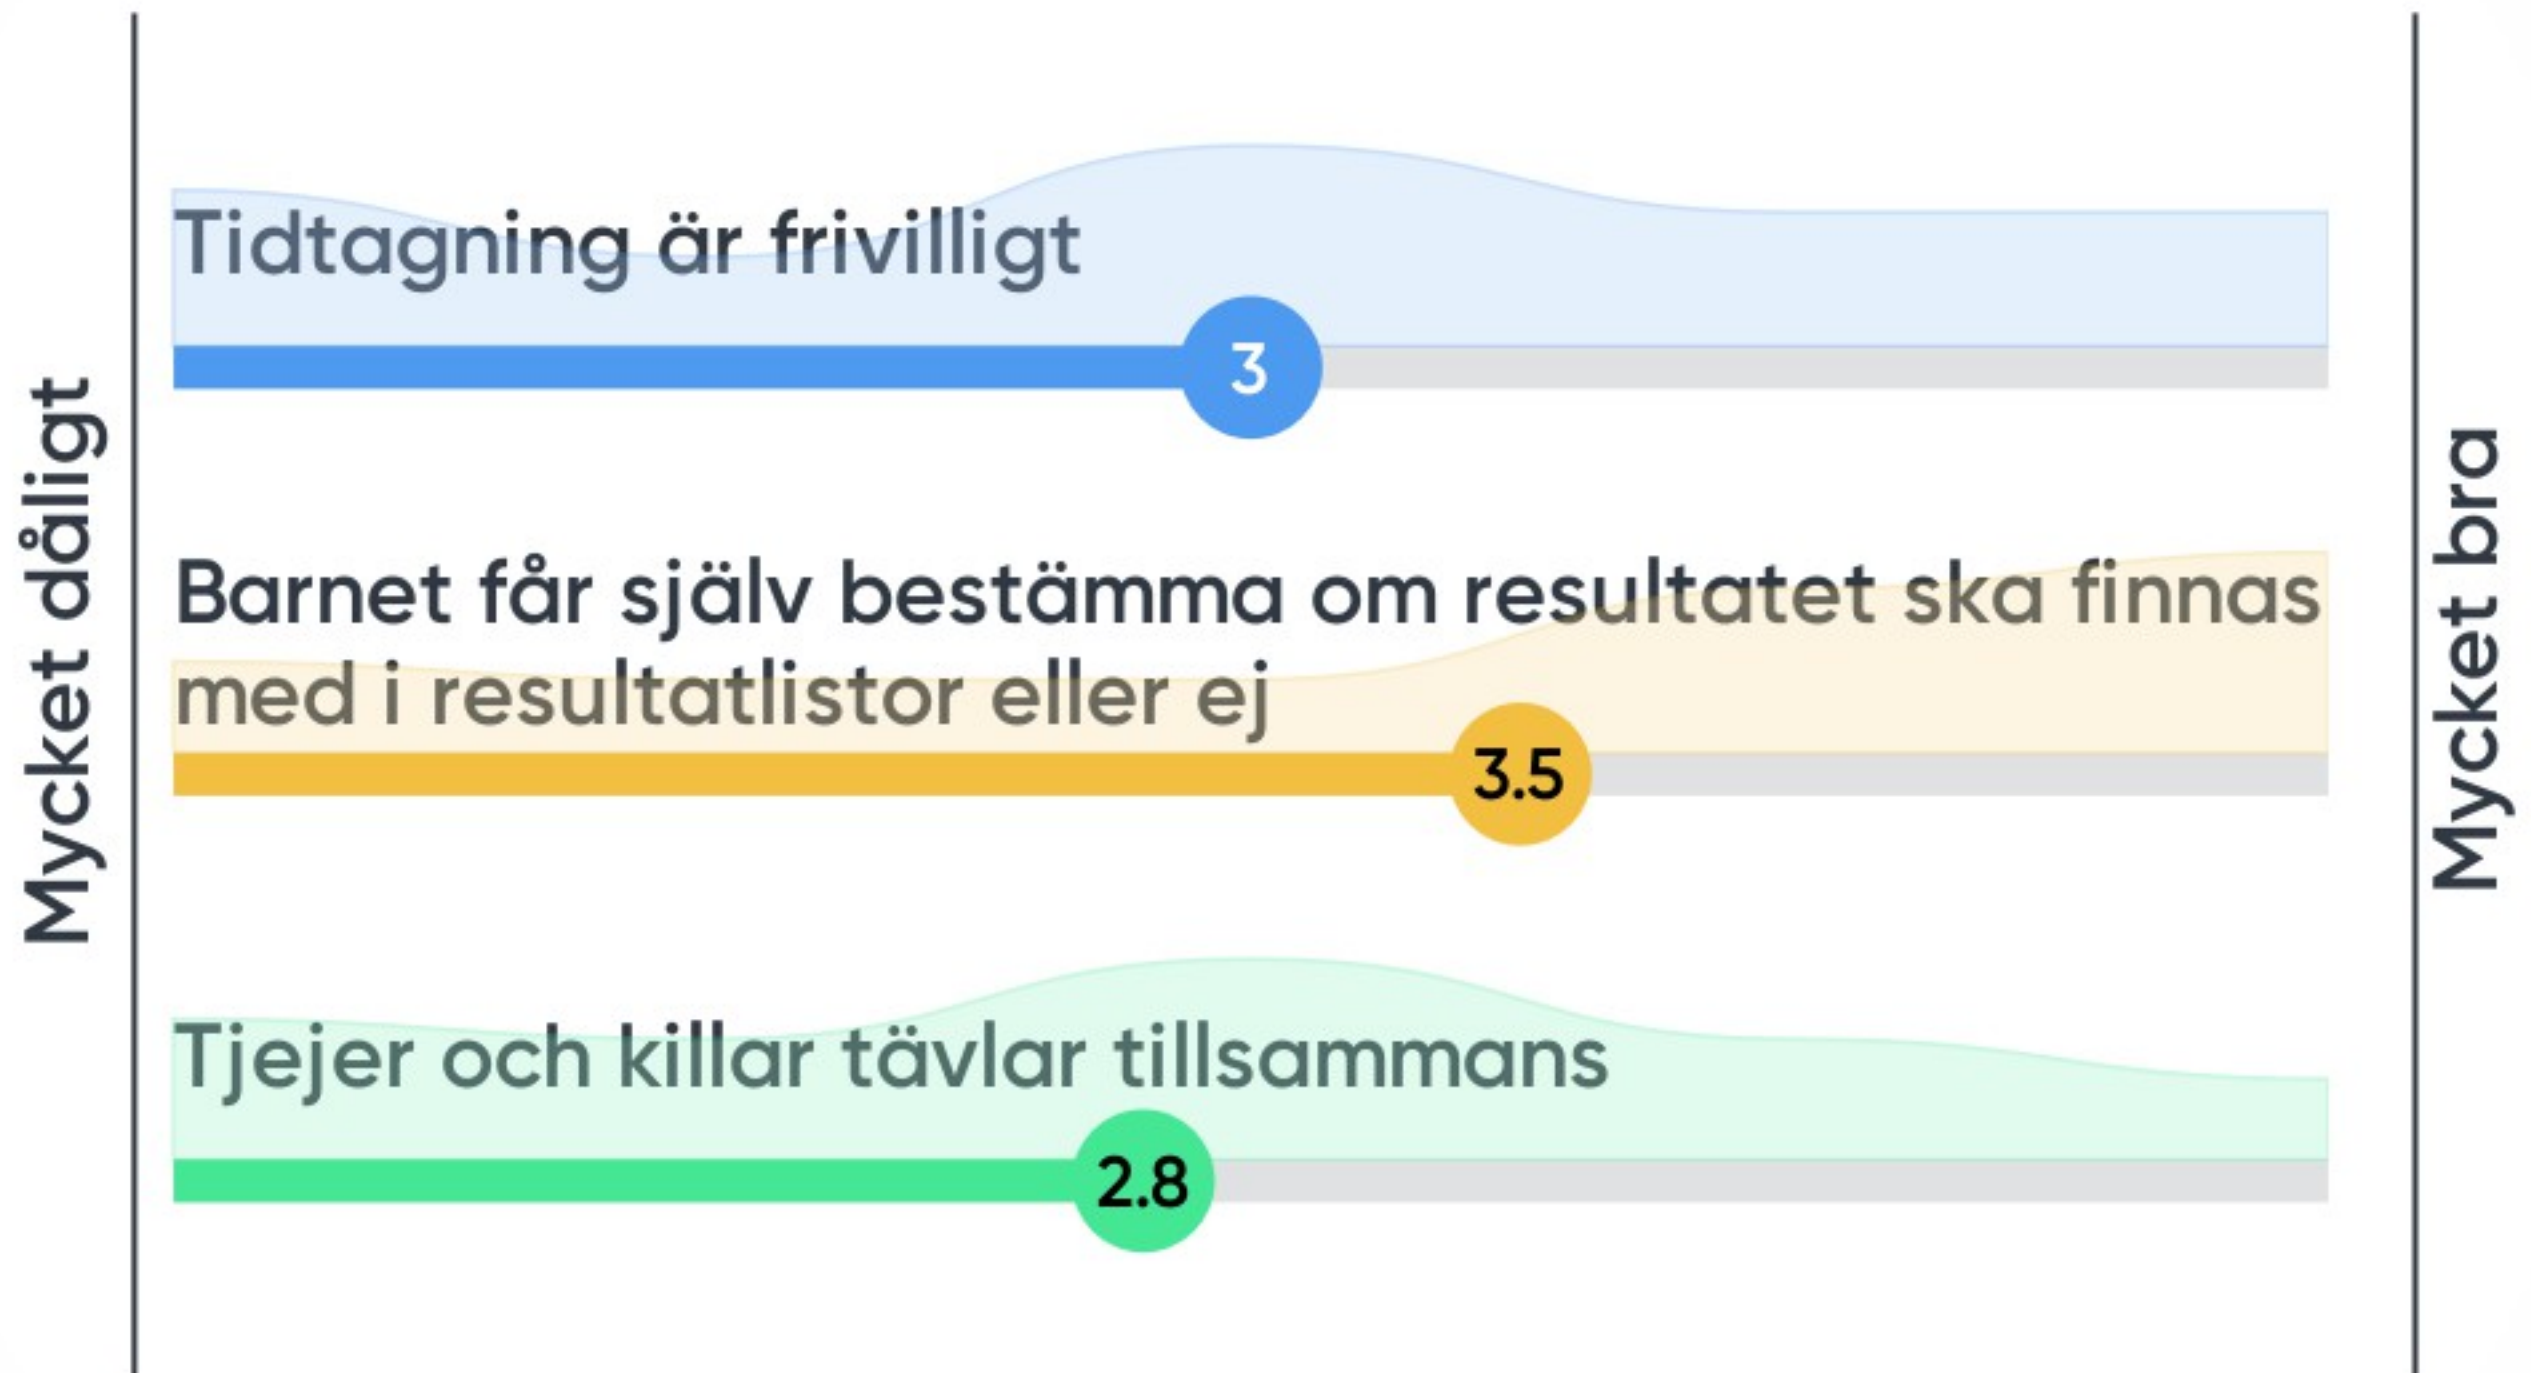 Mycket dåligt
Tidtagning är frivilligt
3
Barnet får själv bestämma om resultatet ska finnas
med i resultatlistor eller ej
3.5
Tjejer och killar tävlar tillsammans
2.8
Mycket bra